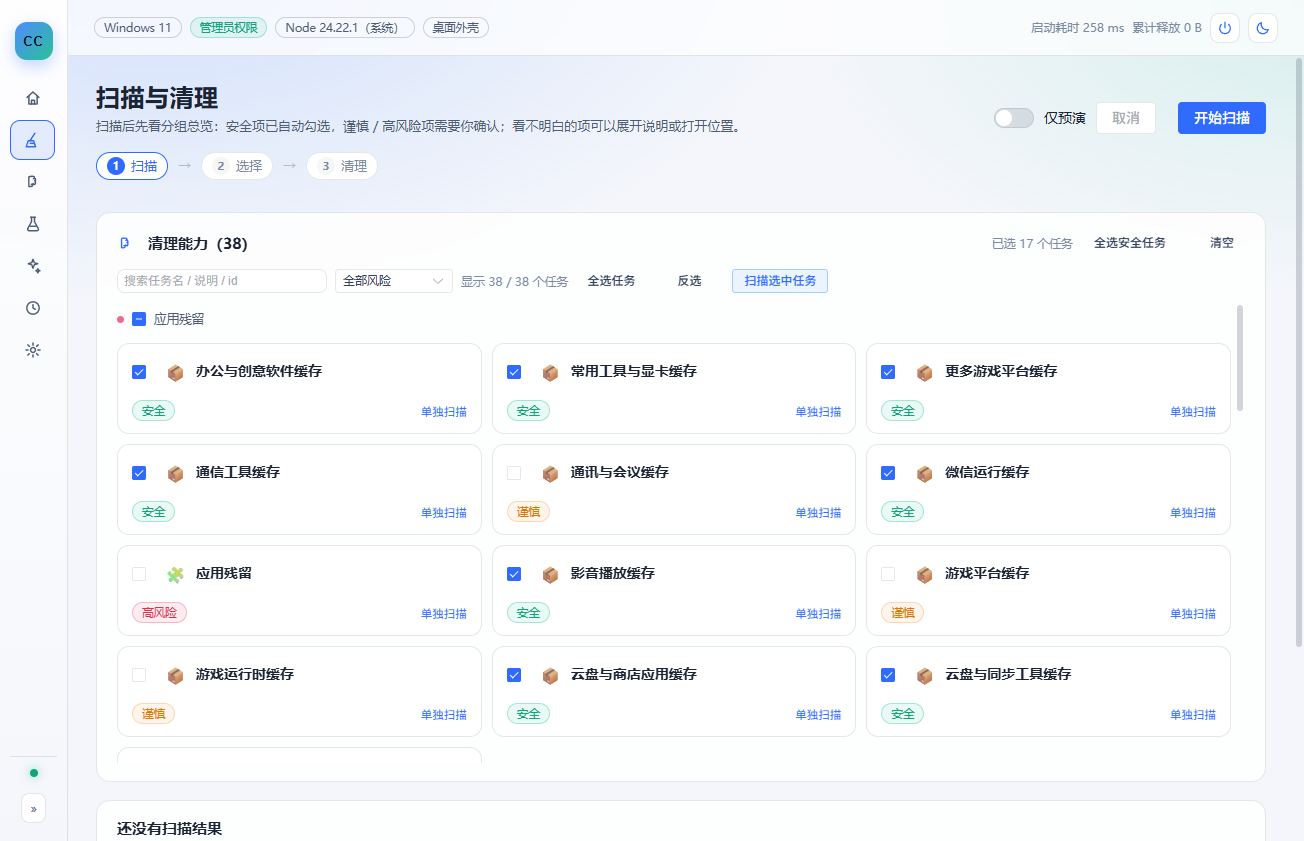 CC
Windows 11 管理员权限 Node 24.22.1（系统） 桌面外壳
启动耗时 258 ms 累计释放 0 B
扫描与清理
扫描后先看分组总览：安全项已自动勾选，谨慎 / 高风险项需要你确认；看不明白的项可以展开说明或打开位置。
仅预演 取消 开始扫描
1 扫描 → 2 选择 → 3 清理
清理能力（38）
已选 17 个任务 全选安全任务 清空
搜索任务名 / 说明 / id 全部风险 显示 38 / 38 个任务 全选任务 反选 扫描选中任务
应用残留
办公与创意软件缓存
安全 单独扫描
常用工具与显卡缓存
安全 单独扫描
更多游戏平台缓存
安全 单独扫描
通信工具缓存
安全 单独扫描
通讯与会议缓存
谨慎 单独扫描
微信运行缓存
安全 单独扫描
应用残留
高风险 单独扫描
影音播放缓存
安全 单独扫描
游戏平台缓存
谨慎 单独扫描
游戏运行时缓存
谨慎 单独扫描
云盘与商店应用缓存
安全 单独扫描
云盘与同步工具缓存
安全 单独扫描
»
还没有扫描结果